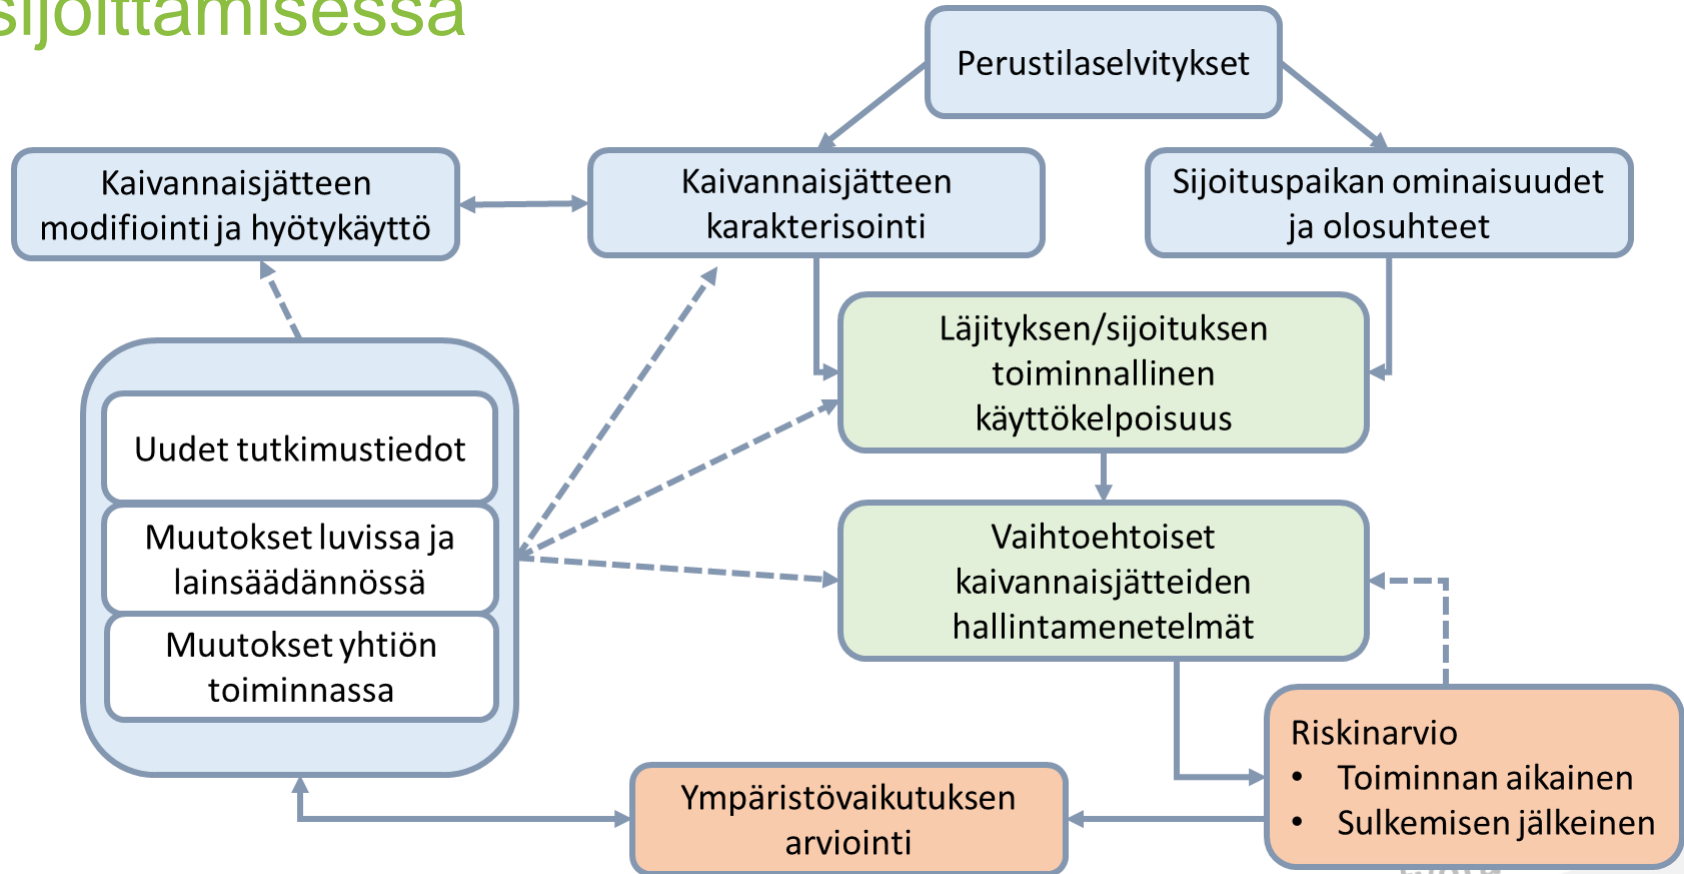 sijoittamisessa
Perustilaselvitykset
Kaivannaisjätteen
modifiointi ja hyötykäyttö
Kaivannaisjätteen
karakterisointi
Sijoituspaikan ominaisuudet
ja olosuhteet
Läjityksen/sijoituksen
toiminnallinen
käyttökelpoisuus
Uudet tutkimustiedot
Muutokset luvissa ja
lainsäädännössä
Muutokset yhtiön
toiminnassa
Vaihtoehtoiset
kaivannaisjätteiden
hallintamenetelmät
Riskinarvio
• Toiminnan aikainen
• Sulkemisen jälkeinen
Ympäristövaikutuksen
arviointi